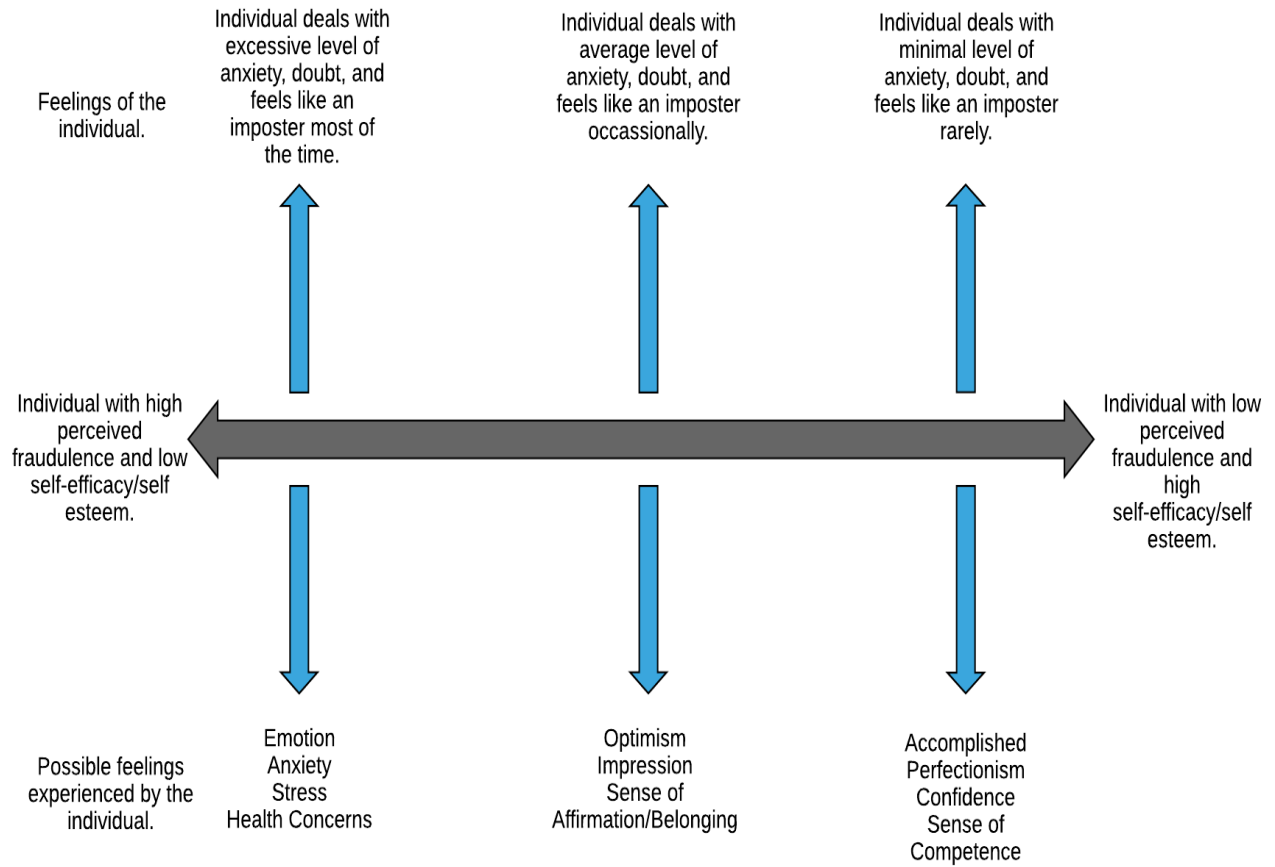 Feelings of the
individual.
Individual deals with
excessive level of
anxiety, doubt, and
feels like an
imposter most of
the time.
Individual deals with
average level of
anxiety, doubt, and
feels like an imposter
occassionally.
Individual deals with
minimal level of
anxiety, doubt, and
feels like an imposter
rarely.
Individual with high
perceived
fraudulence and low
self-efficacy/self
esteem.
Individual with low
perceived
fraudulence and
high
self-efficacy/self
esteem.
Possible feelings
experienced by the
individual.
Emotion
Anxiety
Stress
Health Concerns
Optimism
Impression
Sense of
Affirmation/Belonging
Accomplished
Perfectionism
Confidence
Sense of
Competence